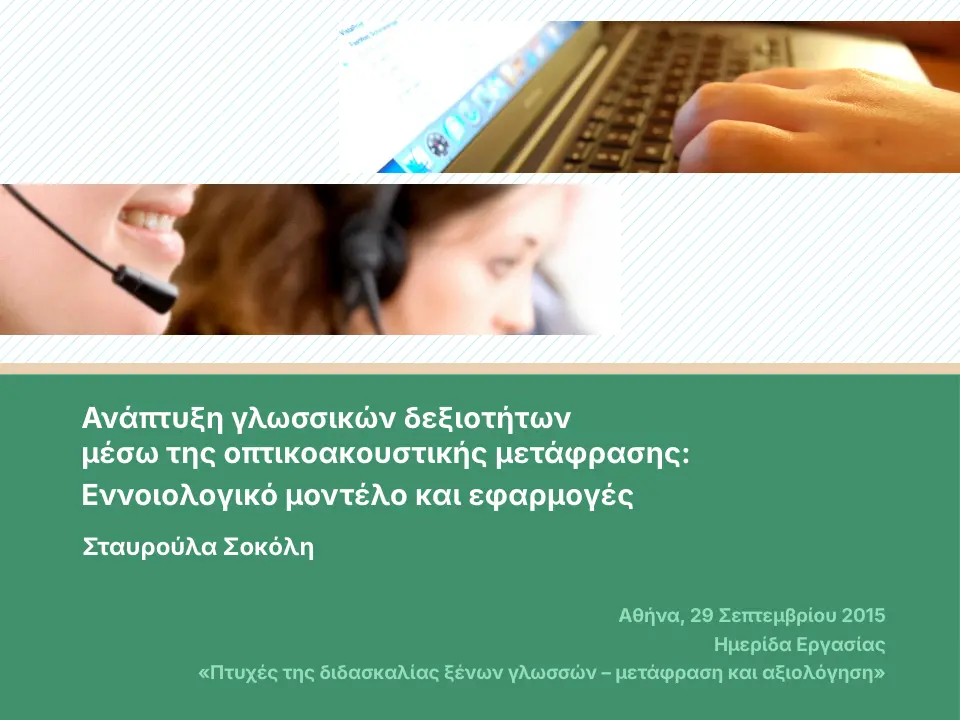 Ανάπτυξη γλωσσικών δεξιοτήτων
μέσω της οπτικοακουστικής μετάφρασης:
Εννοιολογικό μοντέλο και εφαρμογές
Σταυρούλα Σοκόλη
Αθήνα, 29 Σεπτεμβρίου 2015
Ημερίδα Εργασίας
«Πτυχές της διδασκαλίας ξένων γλωσσών – μετάφραση και αξιολόγηση»